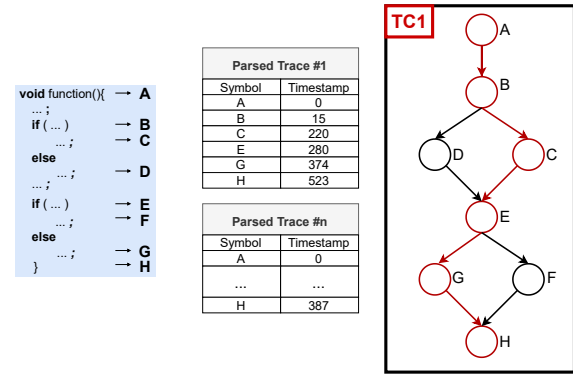 void function(){ → A
... ;
if ( ... ) → B
... ; → C
else
... ; → D
... ;
if ( ... ) → E
... ; → F
else
... ; → G
} → H
Parsed Trace #1
Symbol Timestamp
A 0
B 15
C 220
E 280
G 374
H 523
Parsed Trace #n
Symbol Timestamp
A 0
... ...
H 387
TC1
A
B
D C
E
G F
H